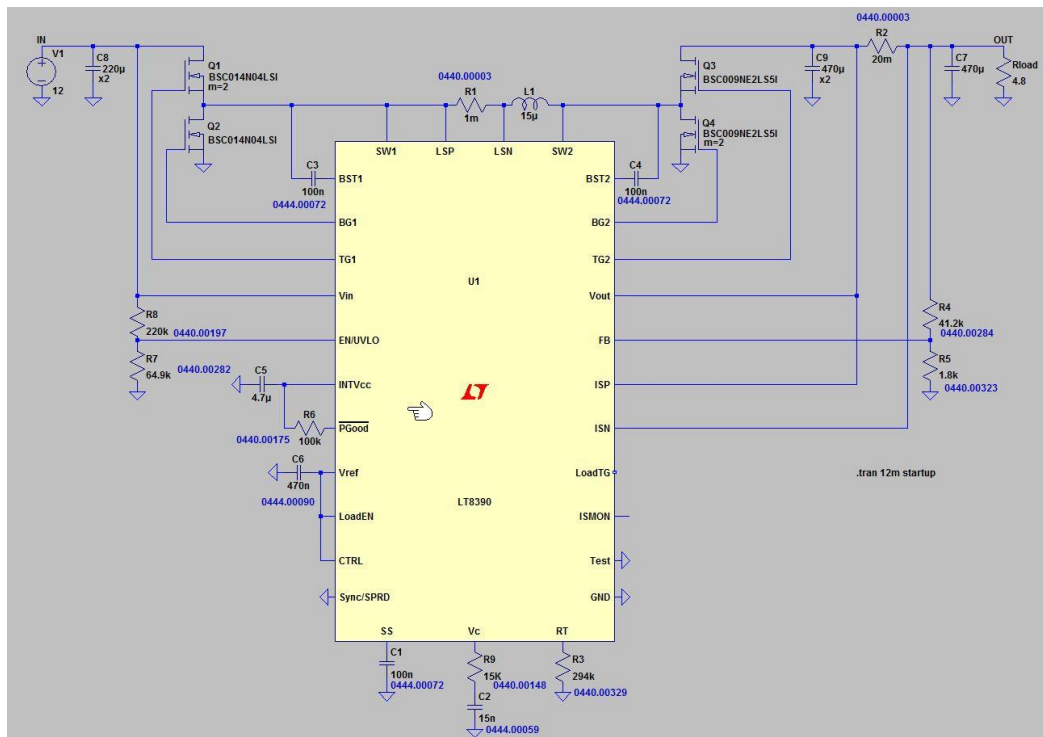 0440.00003
IN
V1
12
C8
220µ
x2
Q1
BSC014N04LSI
m=2
Q2
BSC014N04LSI
0440.00003
R1
1m
L1
15µ
Q3
BSC009NE2LS5I
Q4
BSC009NE2LS5I
m=2
C9
470µ
x2
R2
20m
C7
470µ
OUT
Rload
4.8
SW1
LSP
LSN
SW2
C3
100n
0444.00072
BST1
C4
100n
0444.00072
BST2
BG1
BG2
TG1
TG2
U1
Vin
Vout
R8
220k
0440.00197
R4
41.2k
0440.00284
EN/UVLO
FB
R7
64.9k
0440.00282
R5
1.8k
0440.00323
C5
4.7µ
INTVcc
ISP
R6
100k
0440.00175
PGood
ISN
C6
470n
0444.00090
Vref
LoadTG
.tran 12m startup
LT8390
LoadEN
ISMON
CTRL
Test
Sync/SPRD
GND
SS
Vc
RT
C1
100n
0444.00072
R9
15K
0440.00148
R3
294k
0440.00329
C2
15n
0444.00059